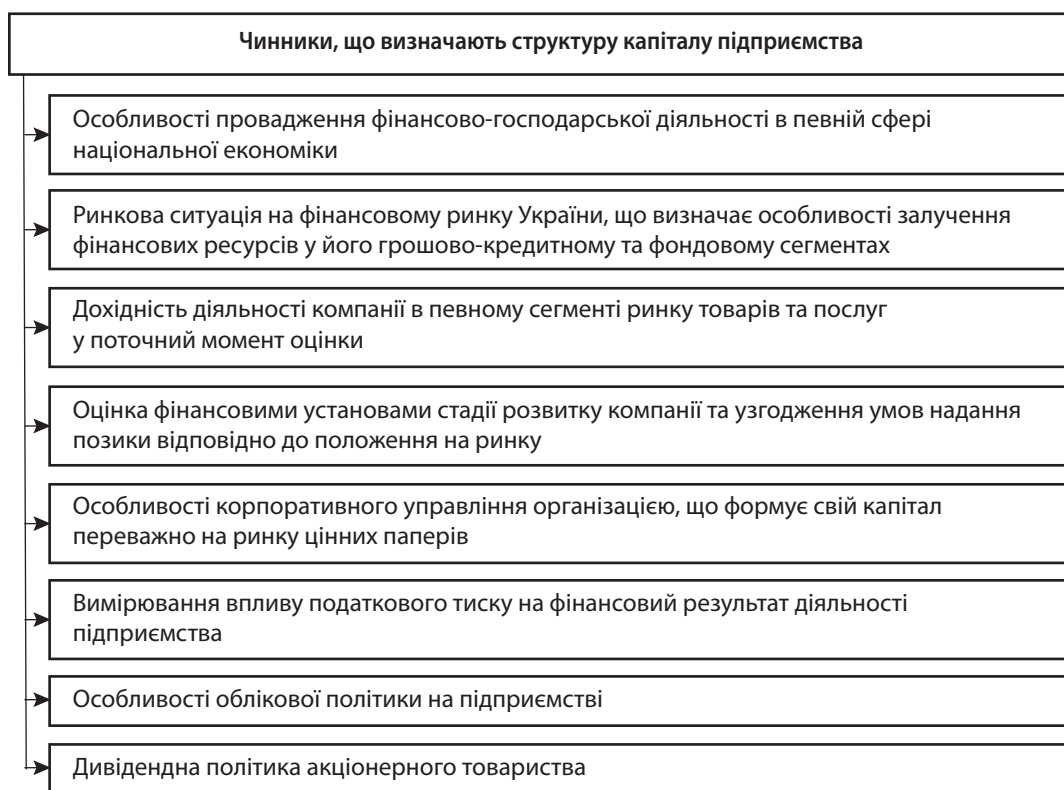 Чинники, що визначають структуру капіталу підприємства
Особливості провадження фінансово-господарської діяльності в певній сфері
національної економіки
Ринкова ситуація на фінансовому ринку України, що визначає особливості залучення
фінансових ресурсів у його грошово-кредитному та фондовому сегментах
Дохідність діяльності компанії в певному сегменті ринку товарів та послуг
у поточний момент оцінки
Оцінка фінансовими установами стадії розвитку компанії та узгодження умов надання
позики відповідно до положення на ринку
Особливості корпоративного управління організацією, що формує свій капітал
переважно на ринку цінних паперів
Вимірювання впливу податкового тиску на фінансовий результат діяльності
підприємства
Особливості облікової політики на підприємстві
Дивідендна політика акціонерного товариства